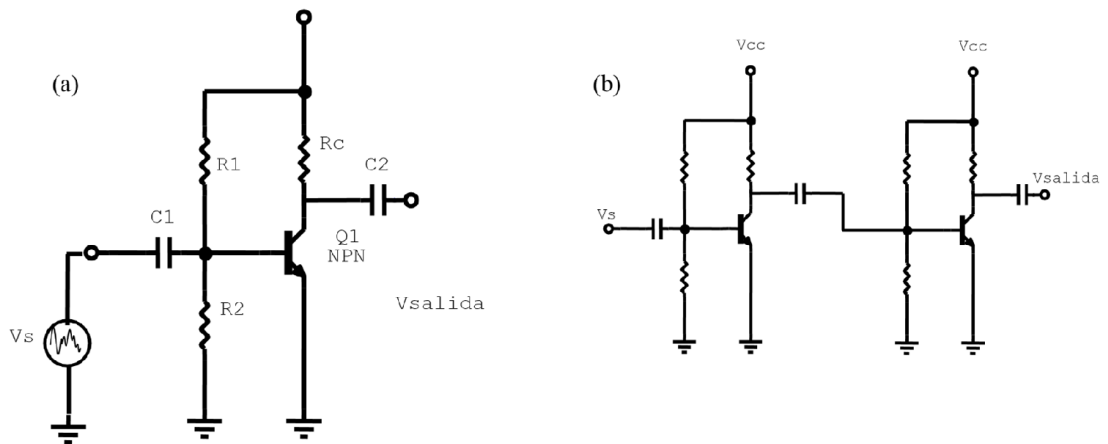 (a)
R1
Rc
C2
C1
Q1
NPN
R2
Vsalida
Vs
(b)
Vcc
Vcc
Vs
Vsalida